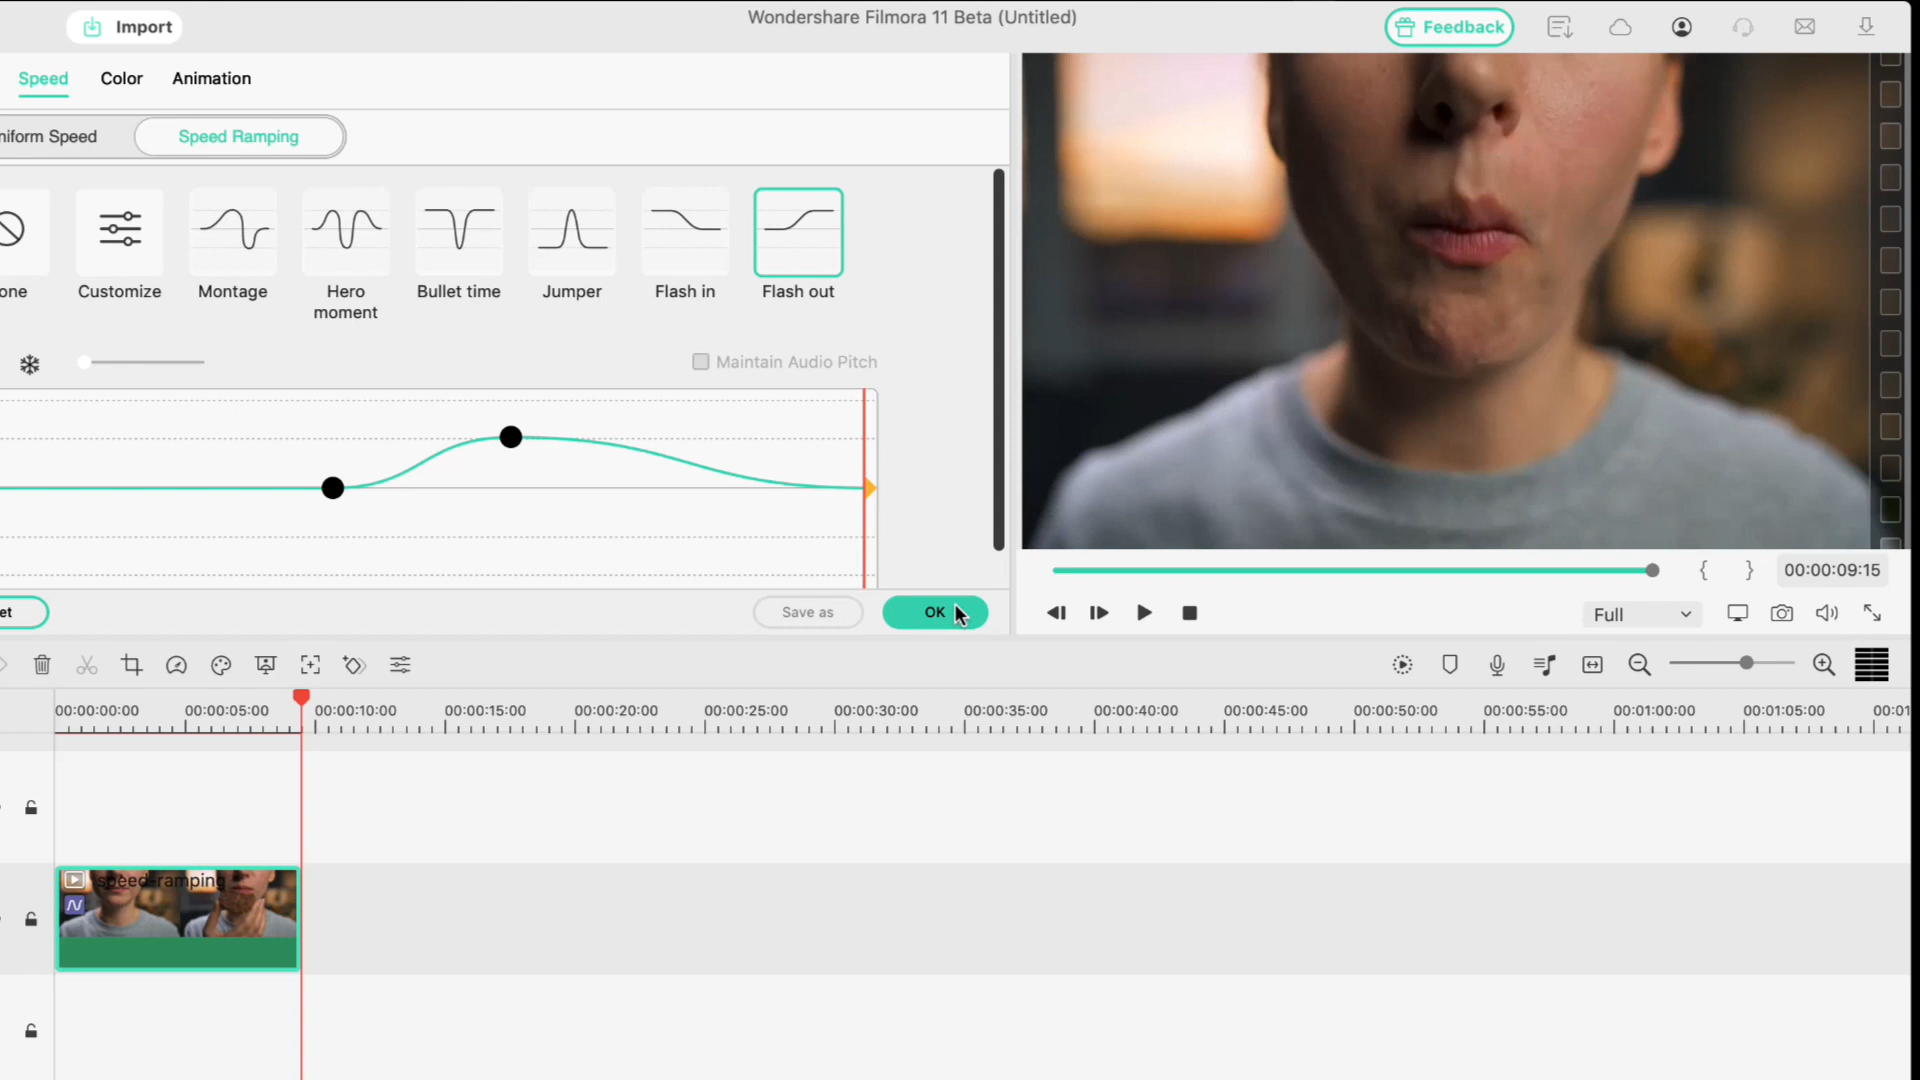 Import
Wondershare Filmora 11 Beta (Untitled)
Feedback
Speed Color Animation
niform Speed Speed Ramping
one Customize Montage Hero moment Bullet time Jumper Flash in Flash out
Maintain Audio Pitch
{ } 00:00:09:15
et Save as OK
Full
00:00:00:00 00:00:05:00 00:00:10:00 00:00:15:00 00:00:20:00 00:00:25:00 00:00:30:00 00:00:35:00 00:00:40:00 00:00:45:00 00:00:50:00 00:00:55:00 00:01:00:00 00:01:05:00 00:01
speed-ramping